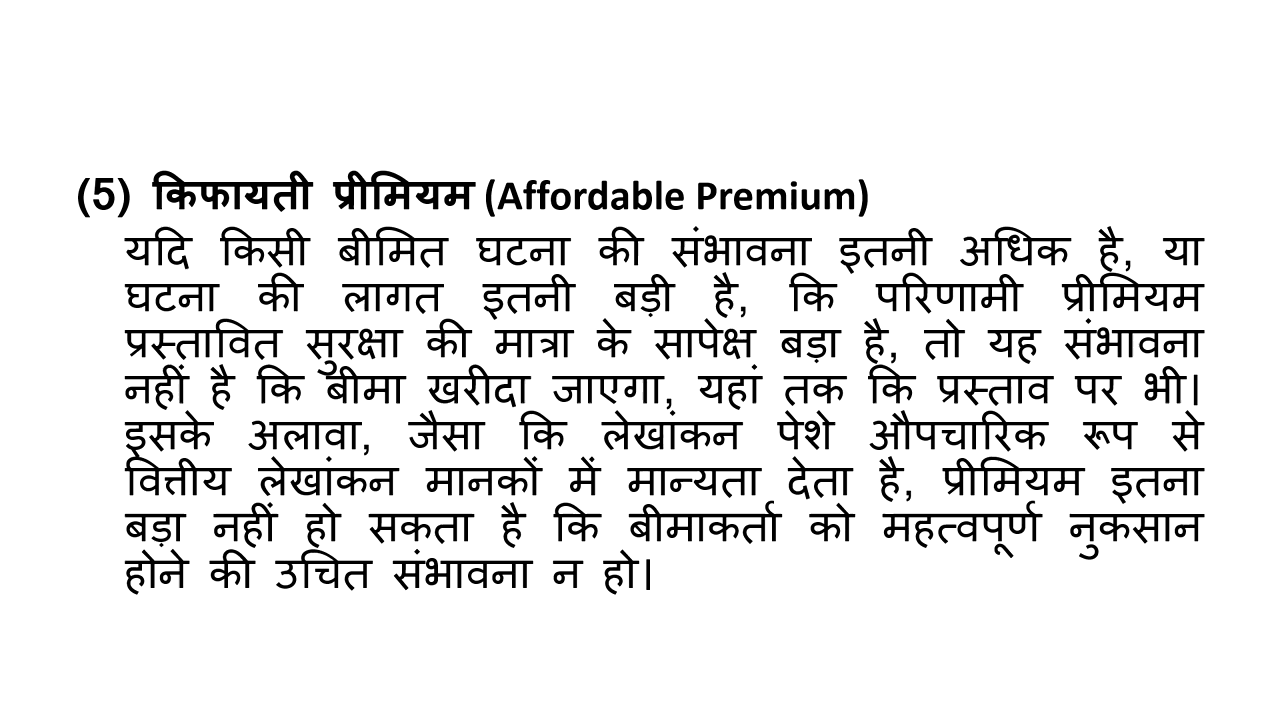 (5) किफायती प्रीमियम (Affordable Premium)
यदि किसी बीमित घटना की संभावना इतनी अधिक है, या
घटना की लागत इतनी बड़ी है, कि परिणामी प्रीमियम
प्रस्तावित सुरक्षा की मात्रा के सापेक्ष बड़ा है, तो यह संभावना
नहीं है कि बीमा खरीदा जाएगा, यहां तक कि प्रस्ताव पर भी।
इसके अलावा, जैसा कि लेखांकन पेशे औपचारिक रूप से
वित्तीय लेखांकन मानकों में मान्यता देता है, प्रीमियम इतना
बड़ा नहीं हो सकता है कि बीमाकर्ता को महत्वपूर्ण नुकसान
होने की उचित संभावना न हो।